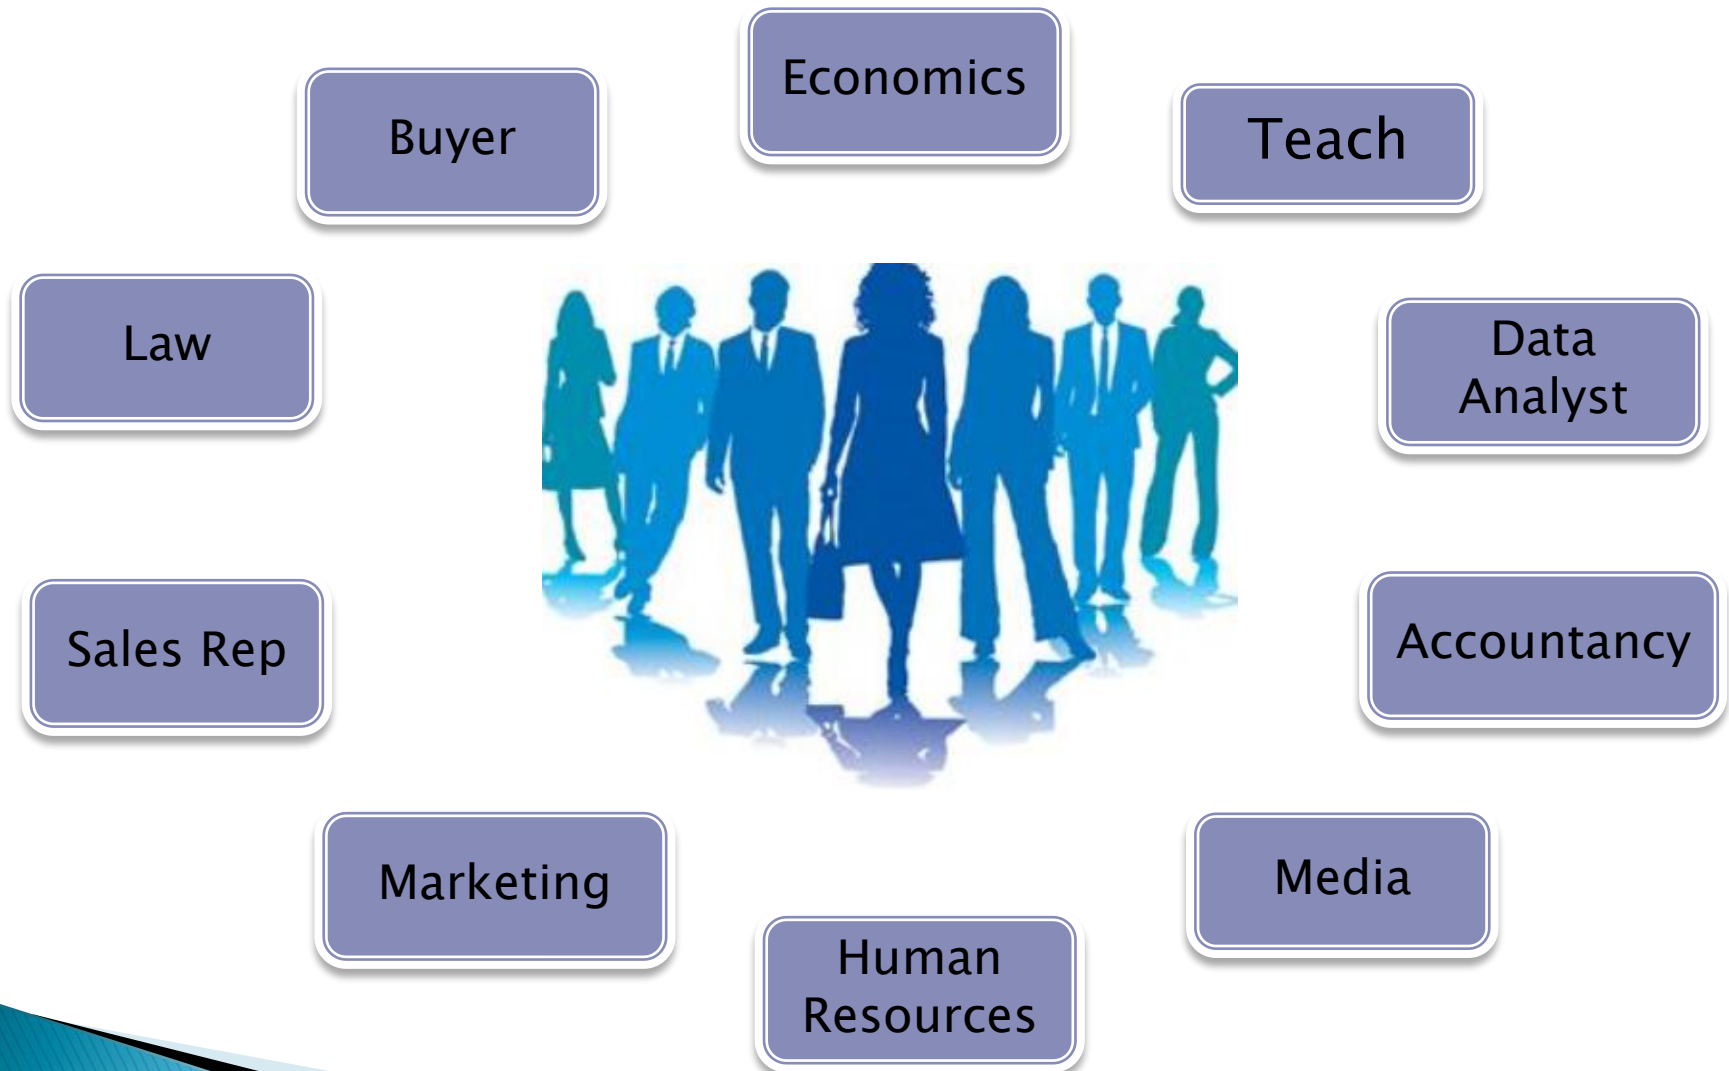 Economics
Buyer
Teach
Law
Data
Analyst
Sales Rep
Accountancy
Marketing
Media
Human
Resources